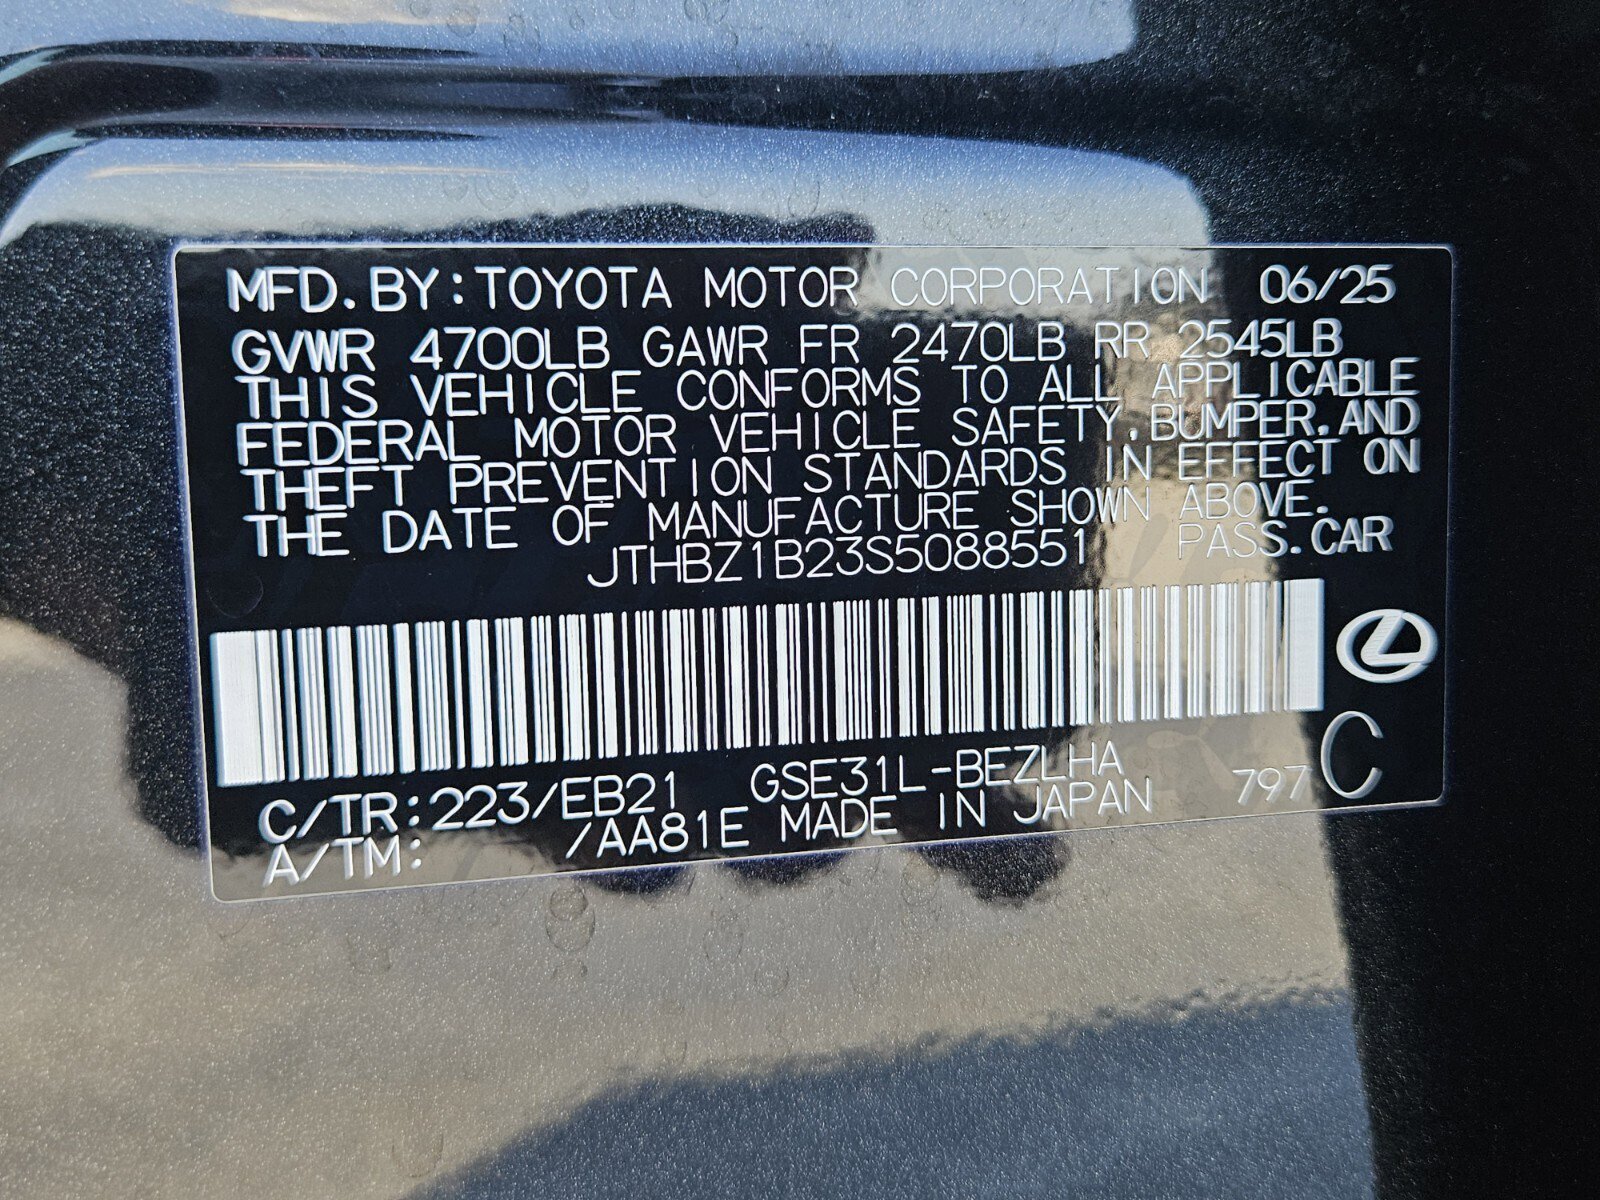 MFD. BY: TOYOTA MOTOR CORPORATION 06/25
GVWR 4700LB GAWR FR 2470LB RR 2545LB
THIS VEHICLE CONFORMS TO ALL APPLICABLE
FEDERAL MOTOR VEHICLE SAFETY, BUMPER, AND
THEFT PREVENTION STANDARDS IN EFFECT ON
THE DATE OF MANUFACTURE SHOWN ABOVE.
JTHBZ1B23S5088551 PASS. CAR
C/TR: 223/EB21 GSE31L-BEZLHA 797 C
A/TM: /AA81E MADE IN JAPAN